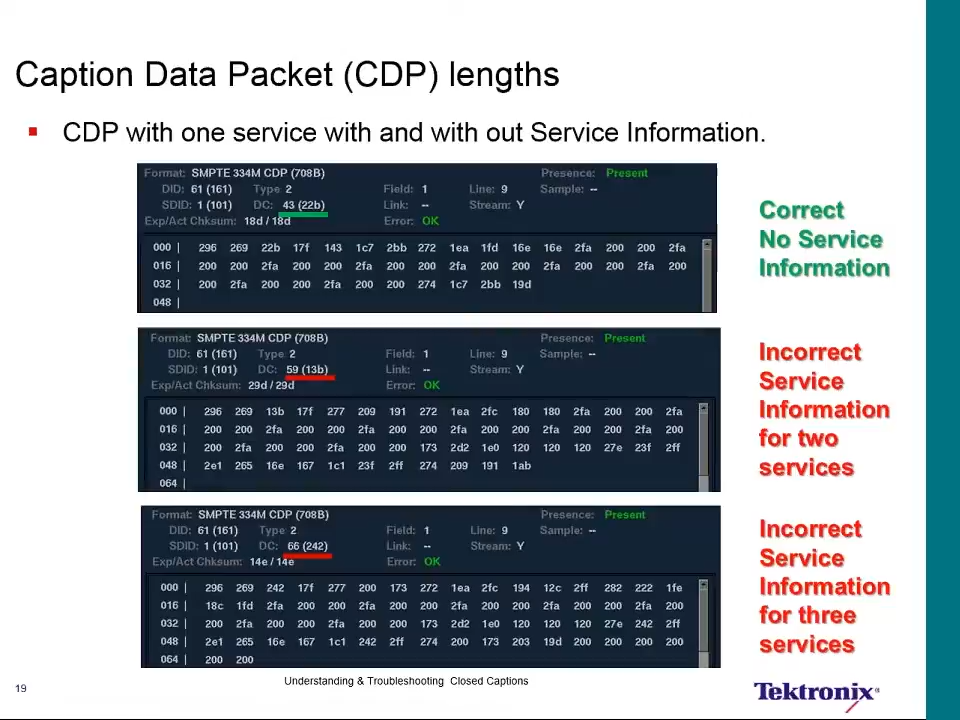 Caption Data Packet (CDP) lengths
CDP with one service with and with out Service Information.
Format: SMPTE 334M CDP (708B) Presence: Present
DID: 61 (161) Type 2 Field: 1 Line: 9 Sample: --
SDID: 1 (101) DC: 43 (22b) Link: -- Stream: Y
Exp/Act Chksum: 18d / 18d Error: OK
000 | 296 269 22b 17f 143 1c7 2bb 272 1ea 1fd 16e 16e 2fa 200 200 2fa
016 | 200 200 2fa 200 200 2fa 200 200 2fa 200 200 2fa 200 200 2fa 200
032 | 200 2fa 200 200 2fa 200 200 274 1c7 2bb 19d
048 |
Correct
No Service
Information
Format: SMPTE 334M CDP (708B) Presence: Present
DID: 61 (161) Type 2 Field: 1 Line: 9 Sample: --
SDID: 1 (101) DC: 59 (13b) Link: -- Stream: Y
Exp/Act Chksum: 29d / 29d Error: OK
000 | 296 269 13b 17f 277 209 191 272 1ea 2fc 180 180 2fa 200 200 2fa
016 | 200 200 2fa 200 200 2fa 200 200 2fa 200 200 2fa 200 200 2fa 200
032 | 200 2fa 200 200 2fa 200 200 173 2d2 1e0 120 120 120 27e 23f 2ff
048 | 2e1 265 16e 167 1c1 23f 2ff 274 209 191 1ab
064 |
Incorrect
Service
Information
for two
services
Format: SMPTE 334M CDP (708B) Presence: Present
DID: 61 (161) Type 2 Field: 1 Line: 9 Sample: --
SDID: 1 (101) DC: 66 (242) Link: -- Stream: Y
Exp/Act Chksum: 14e / 14e Error: OK
000 | 296 269 242 17f 277 200 173 272 1ea 2fc 194 12c 2ff 282 222 1fe
016 | 18c 1fd 2fa 200 200 2fa 200 200 2fa 200 200 2fa 200 200 2fa 200
032 | 200 2fa 200 200 2fa 200 200 173 2d2 1e0 120 120 120 27e 242 2ff
048 | 2e1 265 16e 167 1c1 242 2ff 274 200 173 203 19d 200 200 200 200
064 | 200 200
Incorrect
Service
Information
for three
services
19
Understanding & Troubleshooting Closed Captions
Tektronix